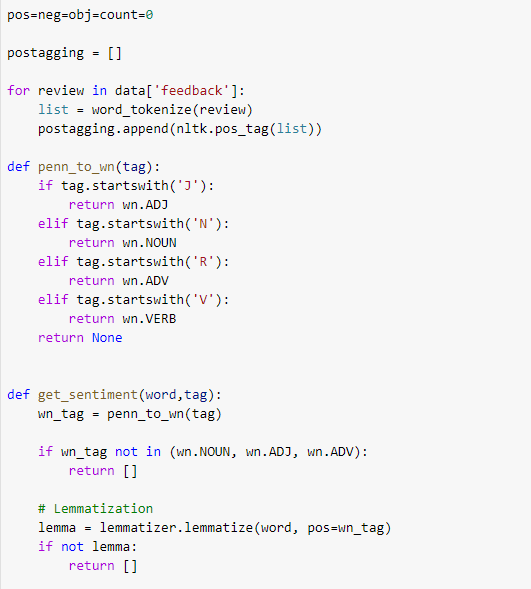 pos=neg=obj=count=0
postagging = []
for review in data['feedback']:
    list = word_tokenize(review)
    postagging.append(nltk.pos_tag(list))
def penn_to_wn(tag):
    if tag.startswith('J'):
        return wn.ADJ
    elif tag.startswith('N'):
        return wn.NOUN
    elif tag.startswith('R'):
        return wn.ADV
    elif tag.startswith('V'):
        return wn.VERB
    return None
def get_sentiment(word,tag):
    wn_tag = penn_to_wn(tag)
    if wn_tag not in (wn.NOUN, wn.ADJ, wn.ADV):
        return []
    # Lemmatization
    lemma = lemmatizer.lemmatize(word, pos=wn_tag)
    if not lemma:
        return []